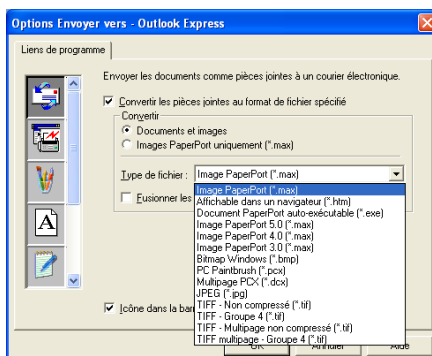 Options Envoyer vers - Outlook Express
Liens de programme
Envoyer les documents comme pièces jointes à un courier électronique.
Convertir les pièces jointes au format de fichier spécifié
Convertir
Documents et images
Images PaperPort uniquement (*.max)
Type de fichier : Image PaperPort (*.max)
Image PaperPort (*.max)
Fusionner les
Affichable dans un navigateur (*.htm)
Document PaperPort auto-exécutable (*.exe)
Image PaperPort 5.0 (*.max)
Image PaperPort 4.0 (*.max)
Image PaperPort 3.0 (*.max)
Bitmap Windows (*.bmp)
PC Paintbrush (*.pcx)
Multipage PCX (*.dcx)
JPEG (*.jpg)
TIFF - Non compressé (*.tif)
Icône dans la barr
TIFF - Groupe 4 (*.tif)
TIFF - Multipage non compressé (*.tif)
TIFF multipage - Groupe 4 (*.tif)
OK Annuler Aide